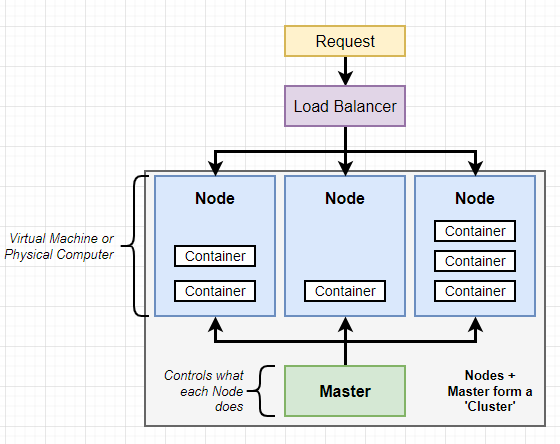 Request
Load Balancer
Node
Node
Node
Container
Container
Container
Container
Container
Container
Virtual Machine or
Physical Computer
Controls what
each Node
does
Master
Nodes +
Master form a
'Cluster'